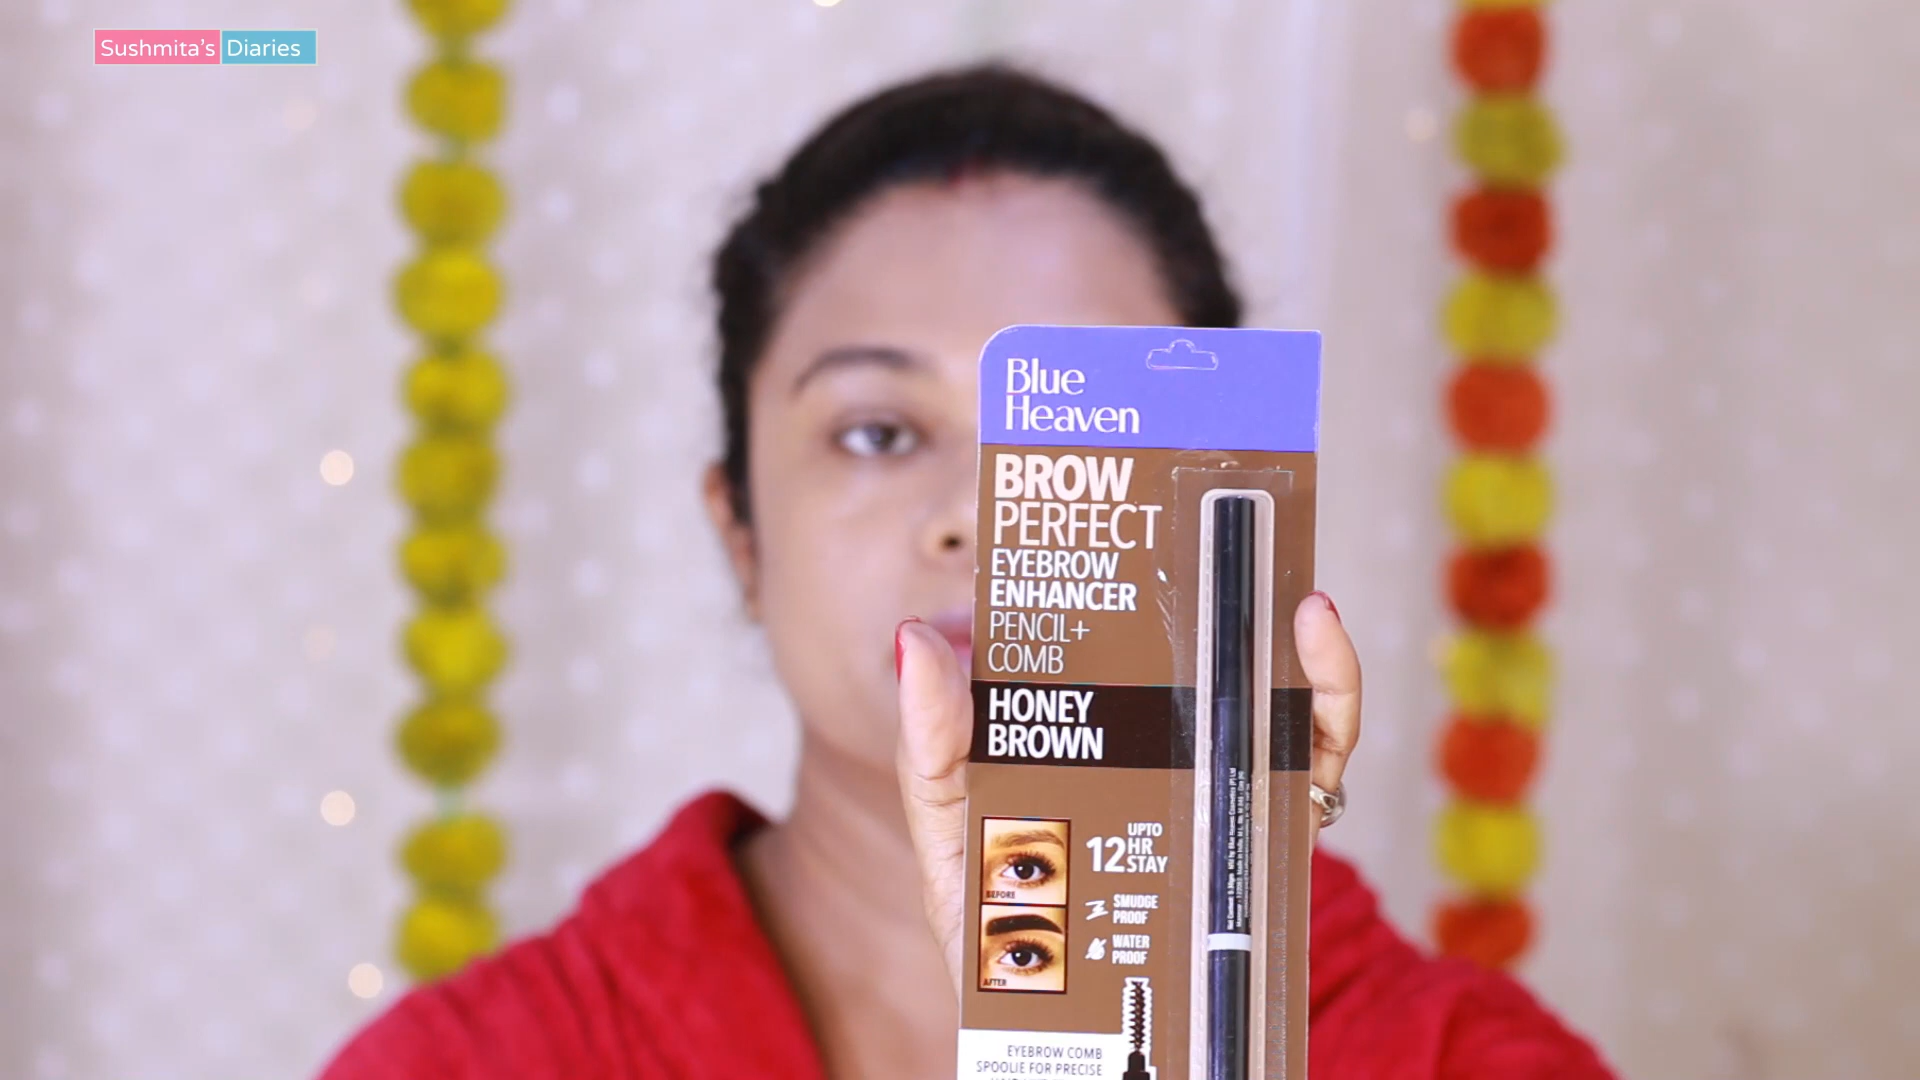 Sushmita's Diaries
Blue
Heaven
BROW
PERFECT
EYEBROW
ENHANCER
PENCIL+
COMB
HONEY
BROWN
UPTO
12 HR
STAY
BEFORE
SMUDGE
PROOF
WATER
PROOF
AFTER
EYEBROW COMB
SPOOLIE FOR PRECISE